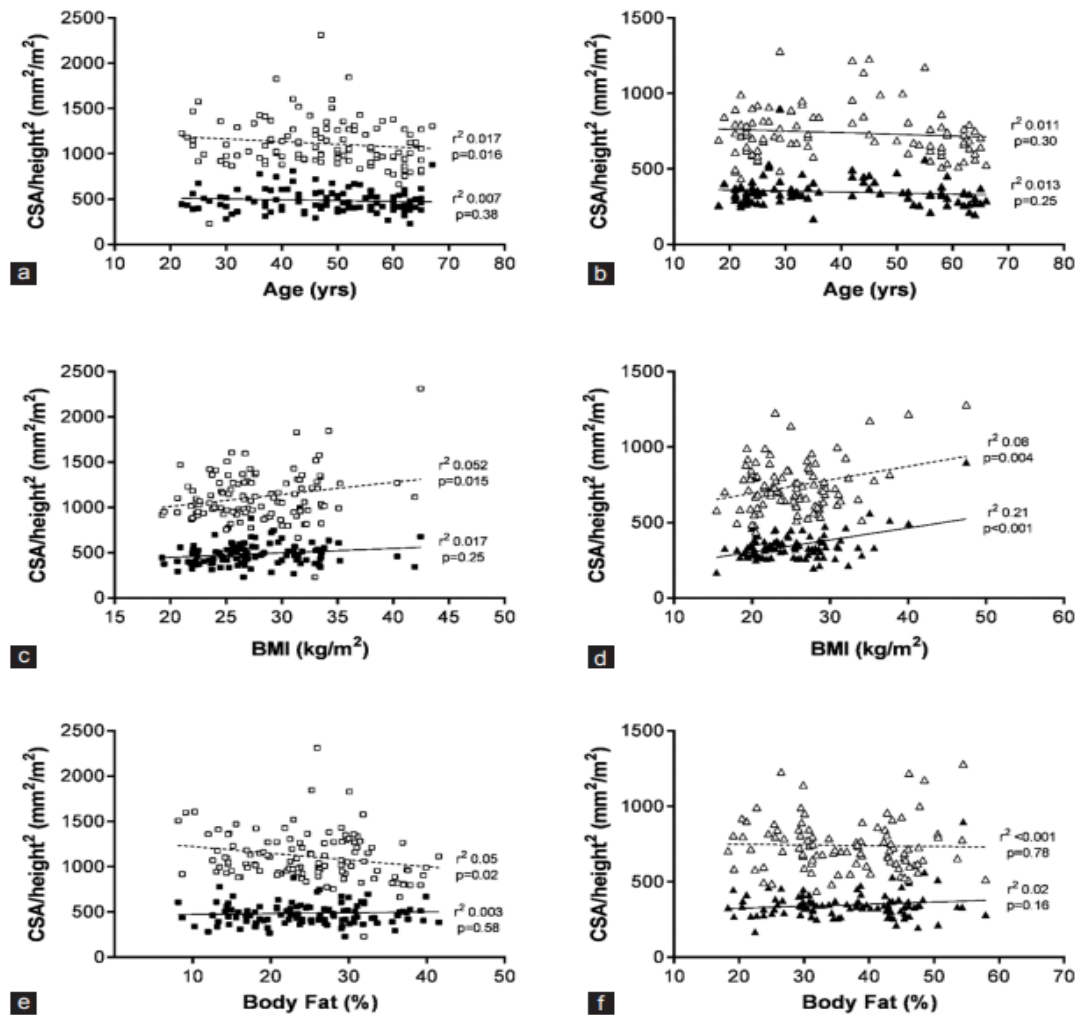 2500
2000
1500
1000
500
0
CSA/height² (mm²/m²)
r² 0.017
p=0.016
r² 0.007
p=0.38
10 20 30 40 50 60 70 80
Age (yrs)
a
1500
1000
500
0
CSA/height² (mm²/m²)
r² 0.011
p=0.30
r² 0.013
p=0.25
10 20 30 40 50 60 70 80
Age (yrs)
b
2500
2000
1500
1000
500
0
CSA/height² (mm²/m²)
r² 0.052
p=0.015
r² 0.017
p=0.25
15 20 25 30 35 40 45 50
BMI (kg/m²)
c
1500
1000
500
0
CSA/height² (mm²/m²)
r² 0.08
p=0.004
r² 0.21
p<0.001
10 20 30 40 50 60
BMI (kg/m²)
d
2500
2000
1500
1000
500
0
CSA/height² (mm²/m²)
r² 0.05
p=0.02
r² 0.003
p=0.58
10 20 30 40 50
Body Fat (%)
e
1500
1000
500
0
CSA/height² (mm²/m²)
r² <0.001
p=0.78
r² 0.02
p=0.16
10 20 30 40 50 60
Body Fat (%)
f